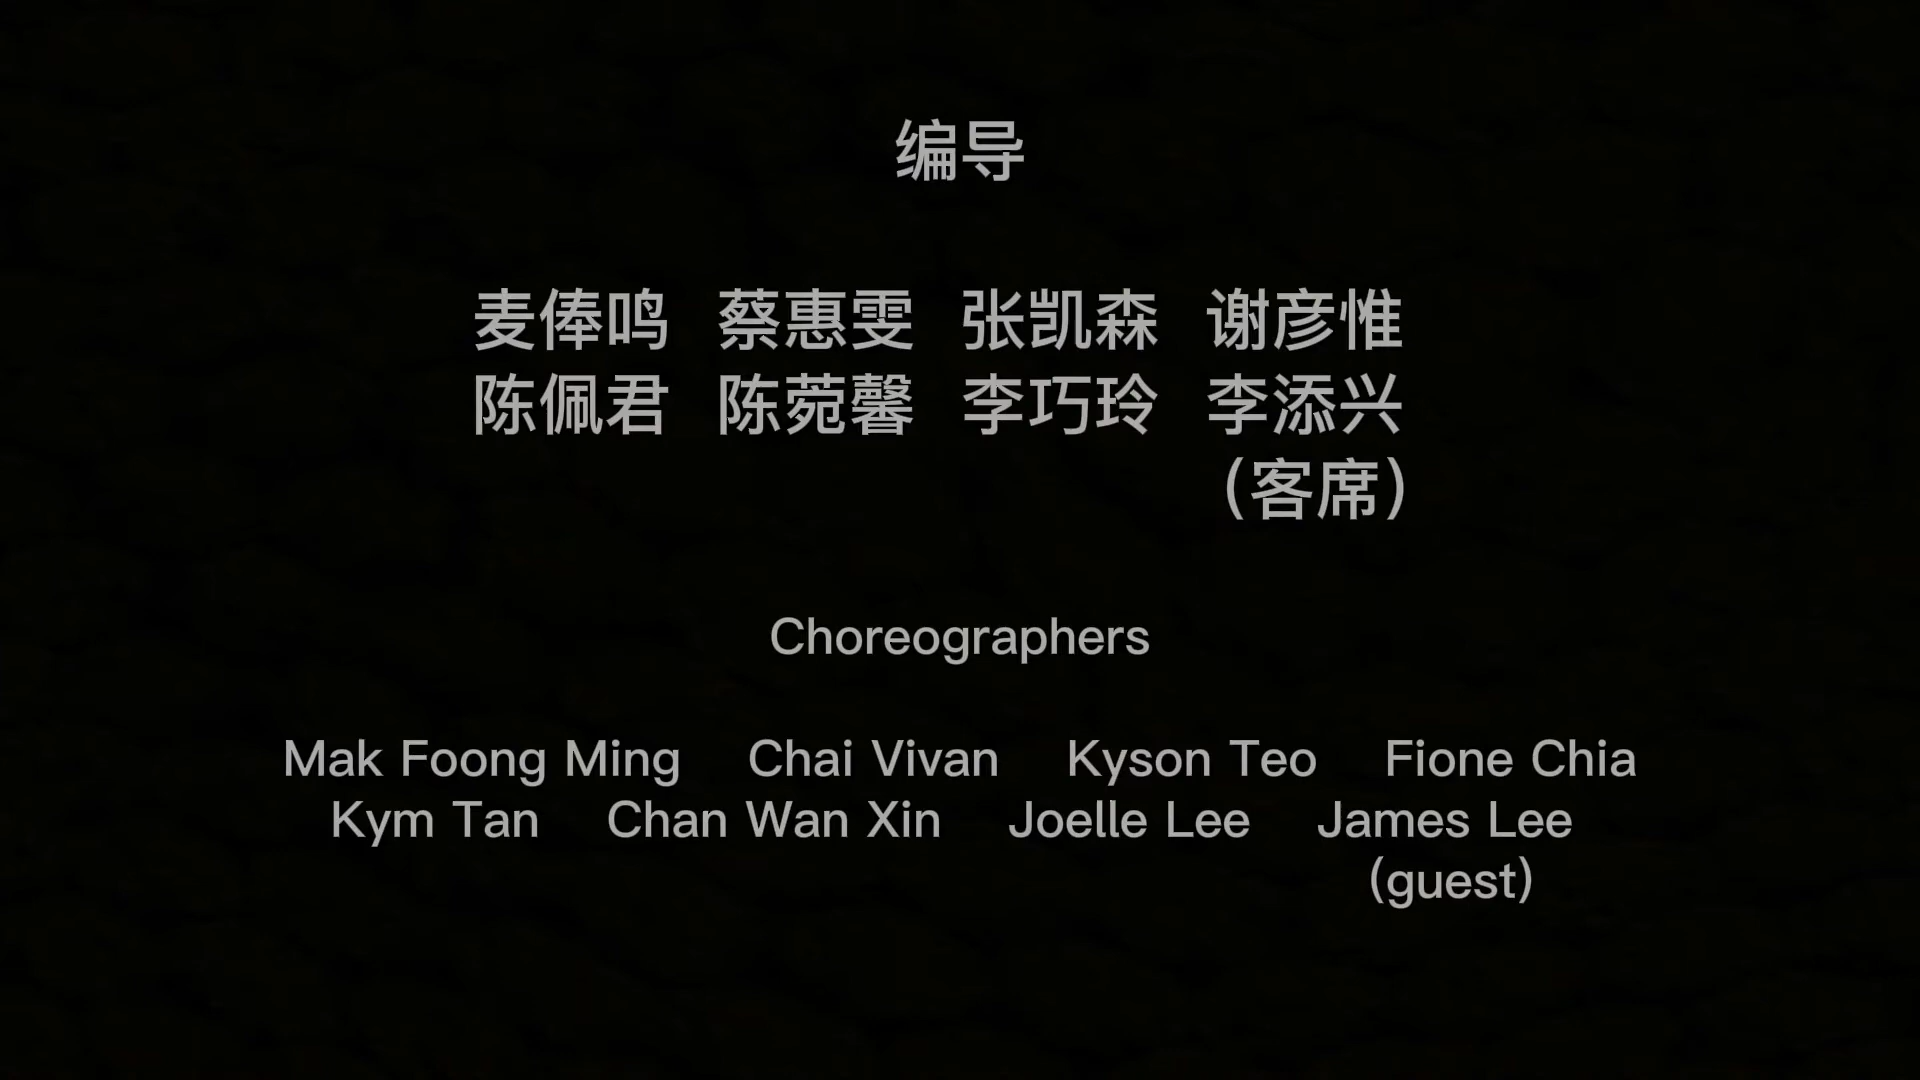 编导
麦俸鸣 蔡惠雯 张凯森 谢彦惟
陈佩君 陈菀馨 李巧玲 李添兴
（客席）
Choreographers
Mak Foong Ming Chai Vivan Kyson Teo Fione Chia
Kym Tan Chan Wan Xin Joelle Lee James Lee
(guest)